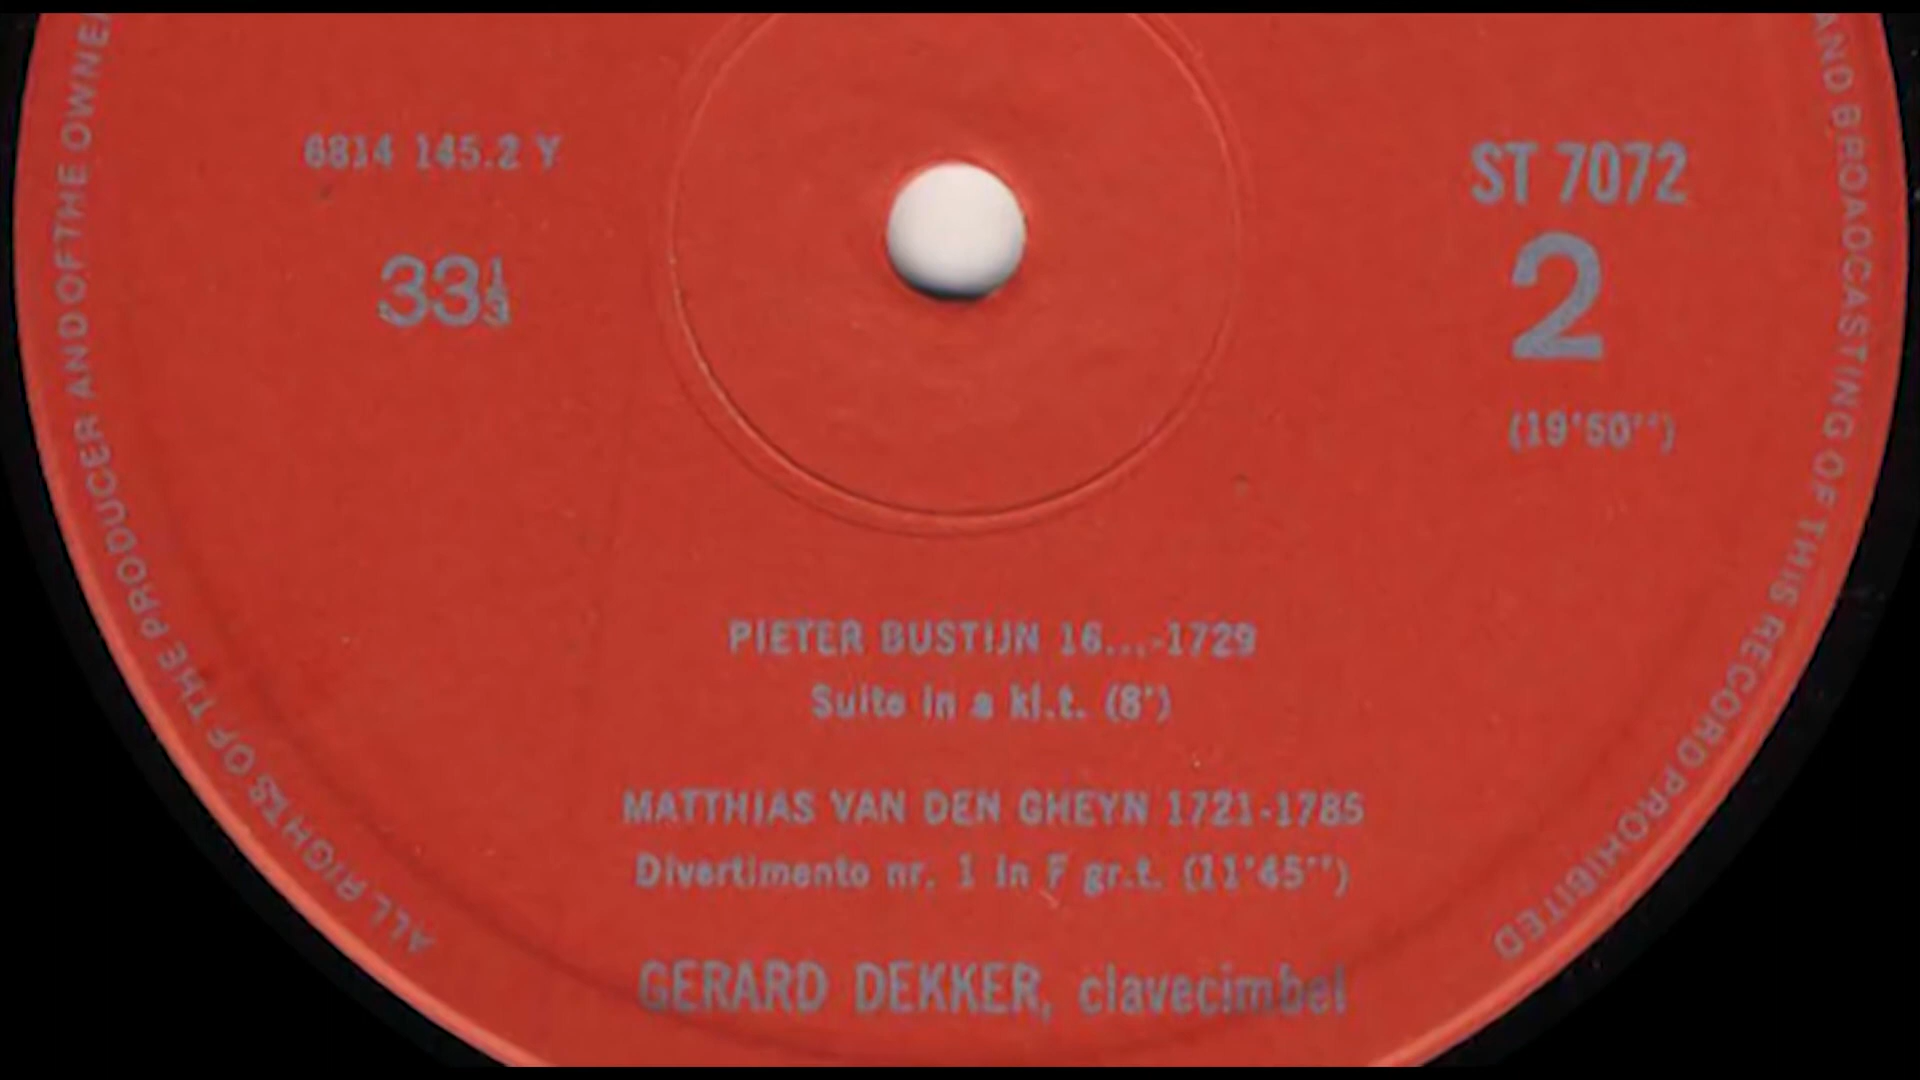 6814 145.2 Y
33⅓
ST 7072
2
(19'50'')
PIETER BUSTIJN 16...-1729
Suite in a kl.t. (8')
MATTHIAS VAN DEN GHEYN 1721-1785
Divertimento nr. 1 in F gr.t. (11'45'')
GERARD DEKKER, clavecimbel
ALL RIGHTS OF THE PRODUCER AND OF THE OWNE
AND BROADCASTING OF THIS RECORD PROHIBITED